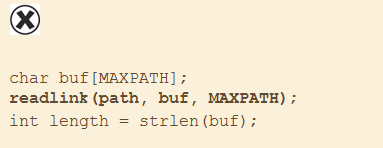 char buf[MAXPATH];
readlink(path, buf, MAXPATH);
int length = strlen(buf);